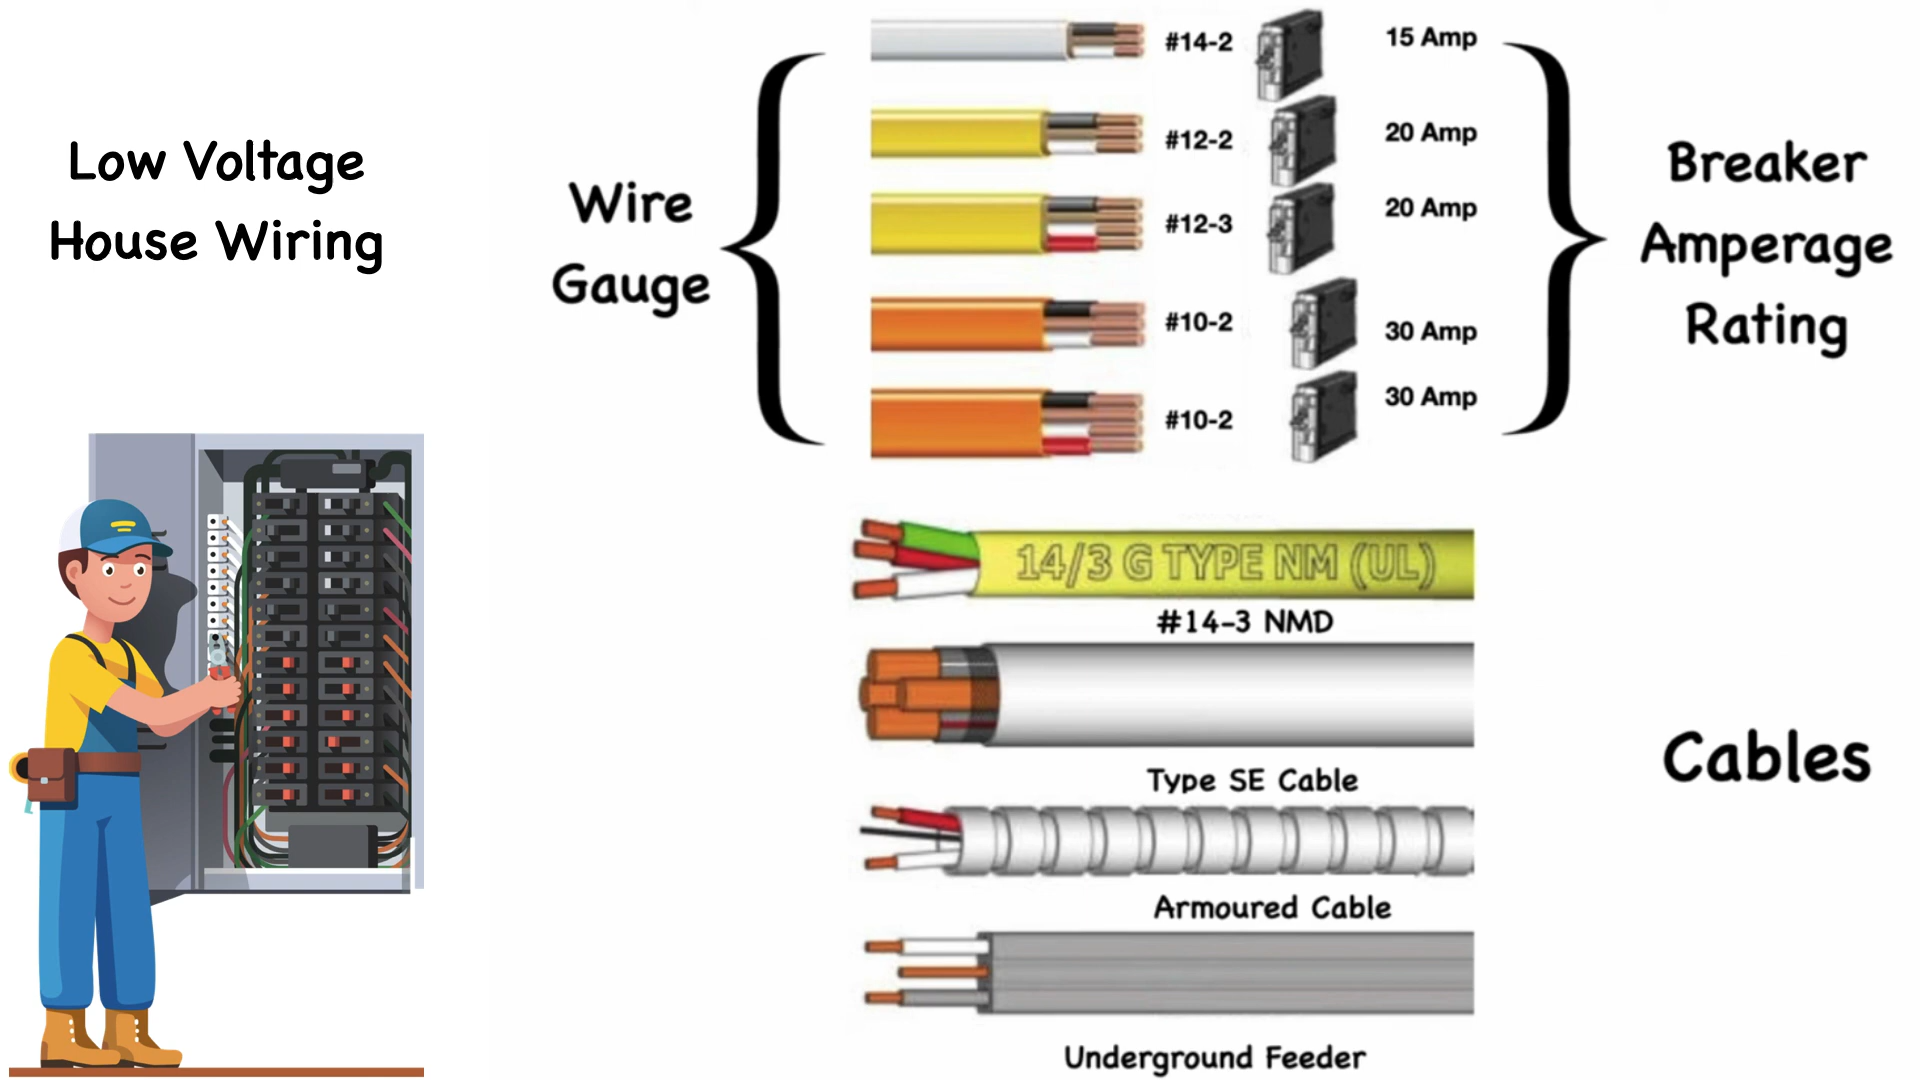 Low Voltage
House Wiring
Wire
Gauge
#14-2
15 Amp
#12-2
20 Amp
#12-3
20 Amp
#10-2
30 Amp
#10-2
30 Amp
Breaker
Amperage
Rating
14/3 G TYPE NM (UL)
#14-3 NMD
Type SE Cable
Armoured Cable
Underground Feeder
Cables